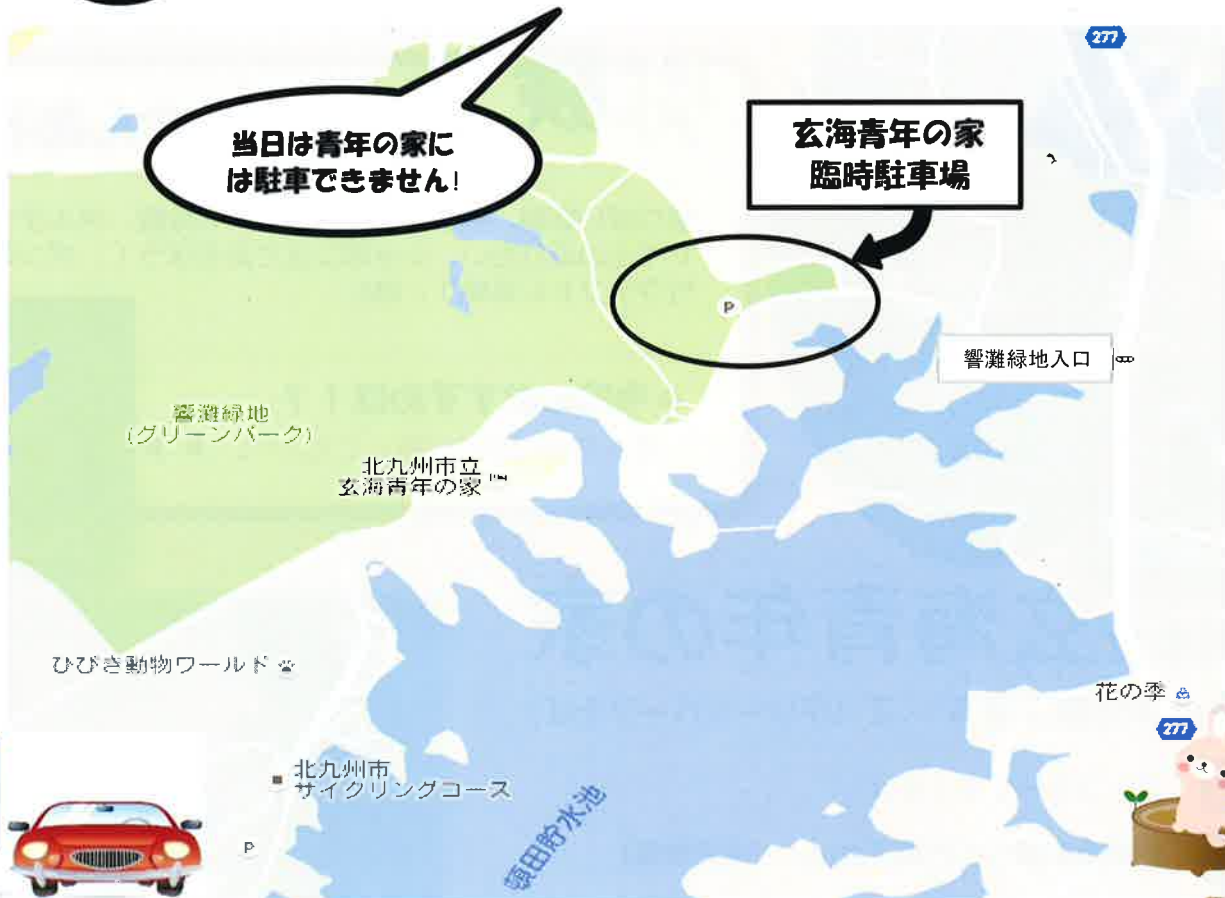 277
当日は青年の家に
は駐車できません!
玄海青年の家
臨時駐車場
P
響灘緑地入口
響灘緑地
(グリーンパーク)
北九州市立
玄海青年の家
ひびき動物ワールド
花の季
277
北九州市
サイクリングコース
P
頓田貯水池